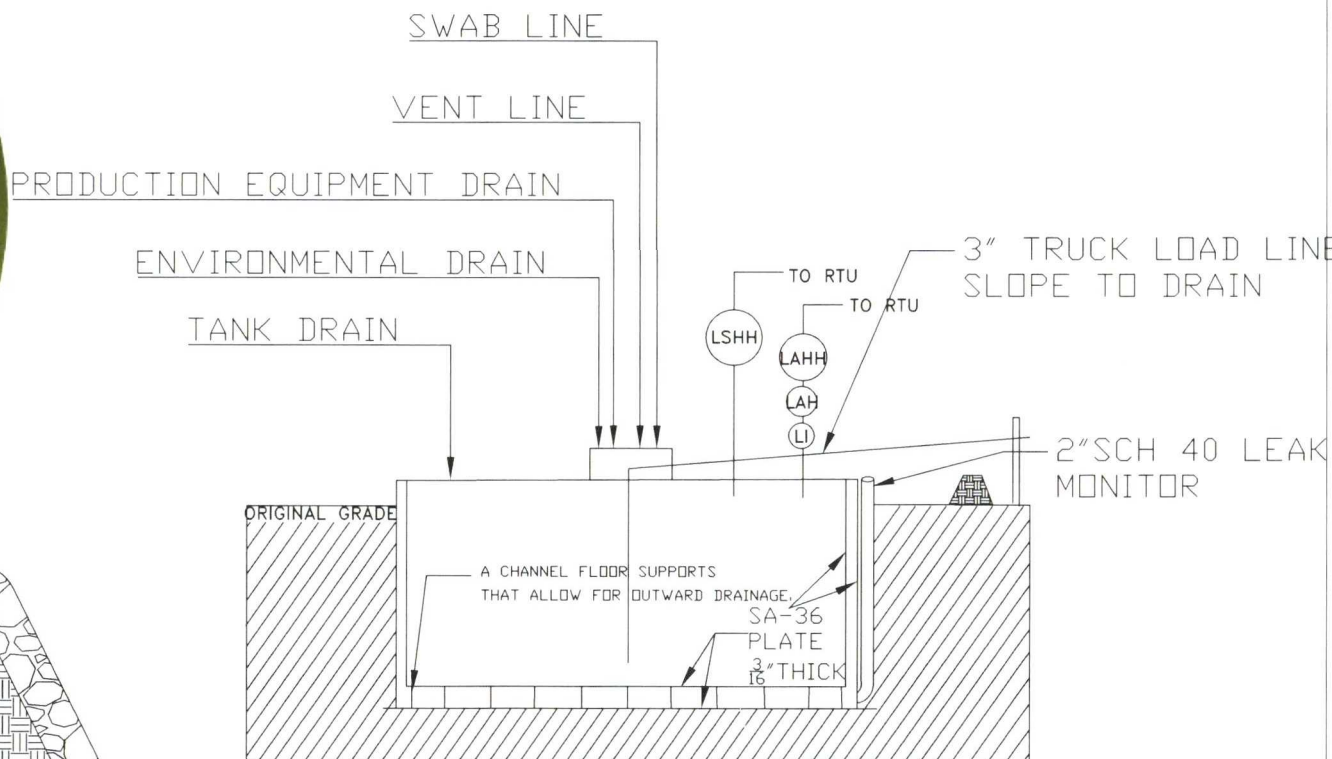 SWAB LINE
VENT LINE
PRODUCTION EQUIPMENT DRAIN
ENVIRONMENTAL DRAIN
TANK DRAIN
TO RTU
TO RTU
LSHH
LAHH
LAH
LI
3" TRUCK LOAD LINE
SLOPE TO DRAIN
2"SCH 40 LEAK
MONITOR
ORIGINAL GRADE
A CHANNEL FLOOR SUPPORTS
THAT ALLOW FOR OUTWARD DRAINAGE.
SA-36
PLATE
3/16" THICK